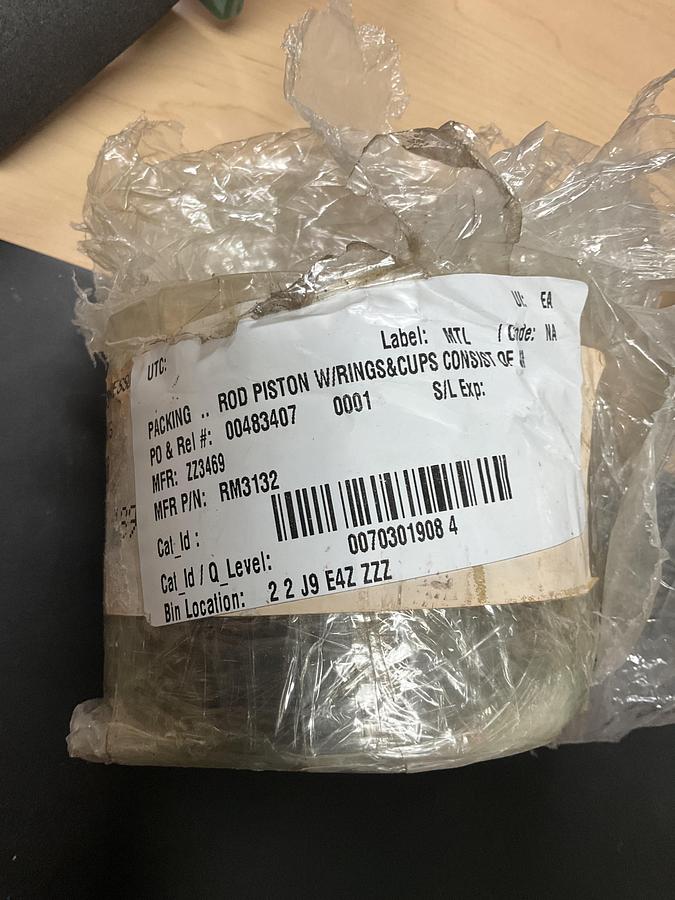 UTC:
UI: EA
Label: MTL / Code: NA
PACKING .. ROD PISTON W/RINGS&CUPS CONSIST OF
PO & Rel #: 00483407 0001 S/L Exp:
MFR: ZZ3469
MFR P/N: RM3132
Cat_Id :
0070301908 4
Cat_Id / Q_Level:
Bin Location: 2 2 J9 E4Z ZZZ